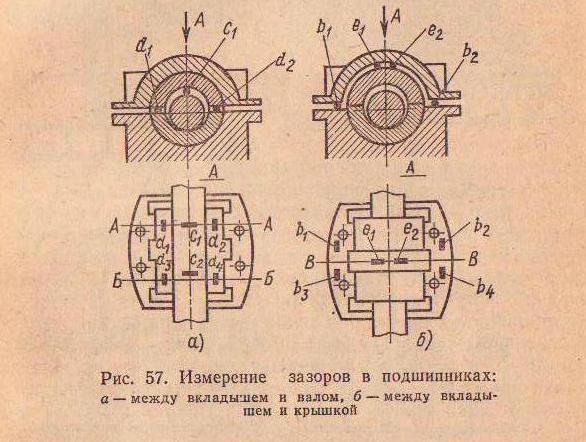 A
A
d₁
c₁
d₂
b₁
e₁
e₂
b₂
A
A
А
А
d₁
c₁
d₂
d₃
c₂
d₄
Б
Б
b₁
b₂
e₁
e₂
В
В
b₃
b₄
а)
б)
Рис. 57. Измерение зазоров в подшипниках:
а — между вкладышем и валом, б — между вклады-
шем и крышкой